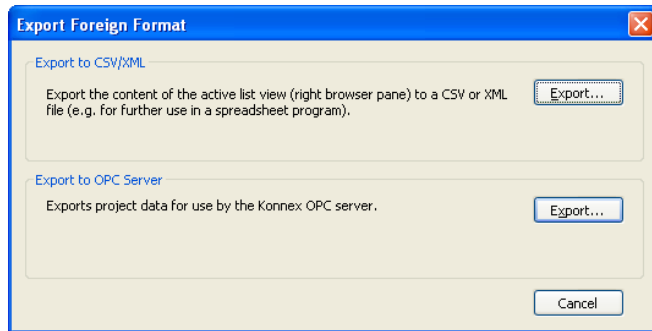 Export Foreign Format
Export to CSV/XML
Export the content of the active list view (right browser pane) to a CSV or XML
file (e.g. for further use in a spreadsheet program).
Export...
Export to OPC Server
Exports project data for use by the Konnex OPC server.
Export...
Cancel